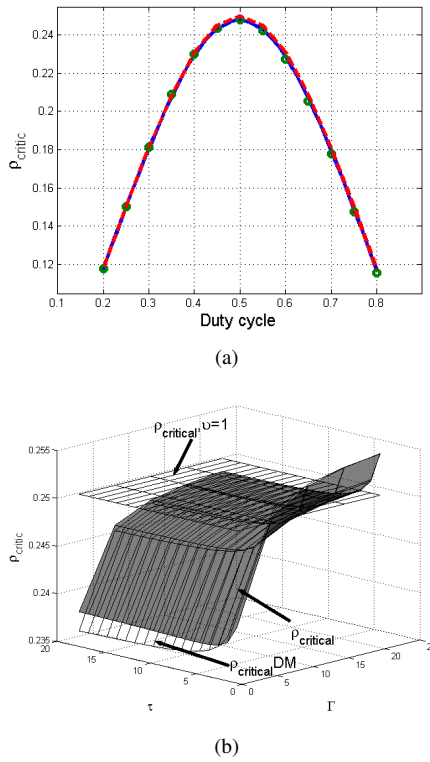 0.24
0.22
0.2
0.18
0.16
0.14
0.12
ρcritic
0.1 0.2 0.3 0.4 0.5 0.6 0.7 0.8
Duty cycle
(a)
ρcritical,υ=1
0.255
0.25
0.245
0.24
0.235
ρcritic
ρcritical
ρcriticalDM
20 15 10 5 0
τ
0 5 10 15 20 2
Γ
(b)